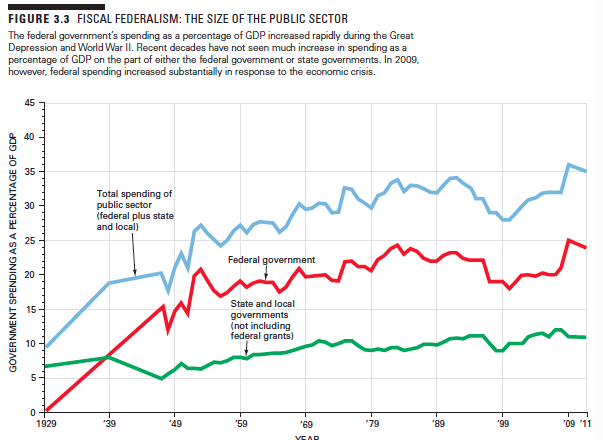 FIGURE 3.3 FISCAL FEDERALISM: THE SIZE OF THE PUBLIC SECTOR
The federal government's spending as a percentage of GDP increased rapidly during the Great
Depression and World War II. Recent decades have not seen much increase in spending as a
percentage of GDP on the part of either the federal government or state governments. In 2009,
however, federal spending increased substantially in response to the economic crisis.
GOVERNMENT SPENDING AS A PERCENTAGE OF GDP
45
40
35
30
25
20
15
10
5
0
Total spending of
public sector
(federal plus state
and local)
Federal government
State and local
governments
(not including
federal grants)
1929 '39 '49 '59 '69 '79 '89 '99 '09 '11
YEAR